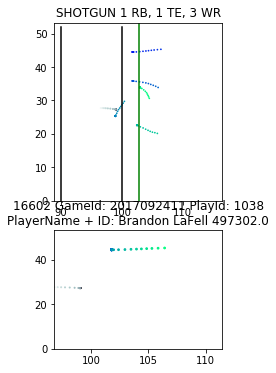 SHOTGUN 1 RB, 1 TE, 3 WR
50
40
30
20
10
0
90 100 110
16602 GameId: 2017092411 PlayId: 1038
PlayerName + ID: Brandon LaFell 497302.0
40
20
0
100 105 110